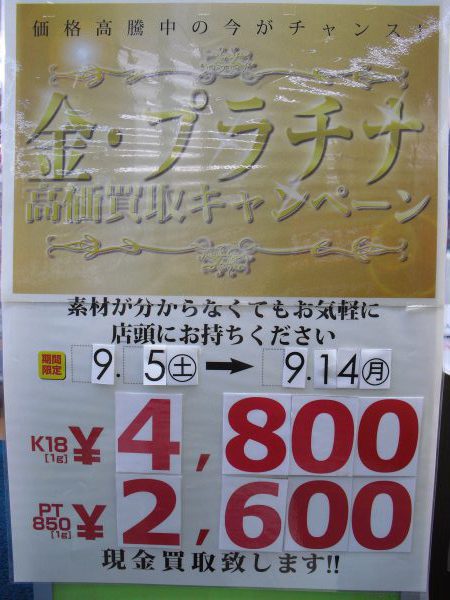 価格高騰中の今がチャンス!
金・プラチナ
高価買取キャンペーン
素材が分からなくてもお気軽に
店頭にお持ちください
期間限定 9.5㊏→9.14㊊
K18 [1g] ¥4,800
PT850 [1g] ¥2,600
現金買取致します!!